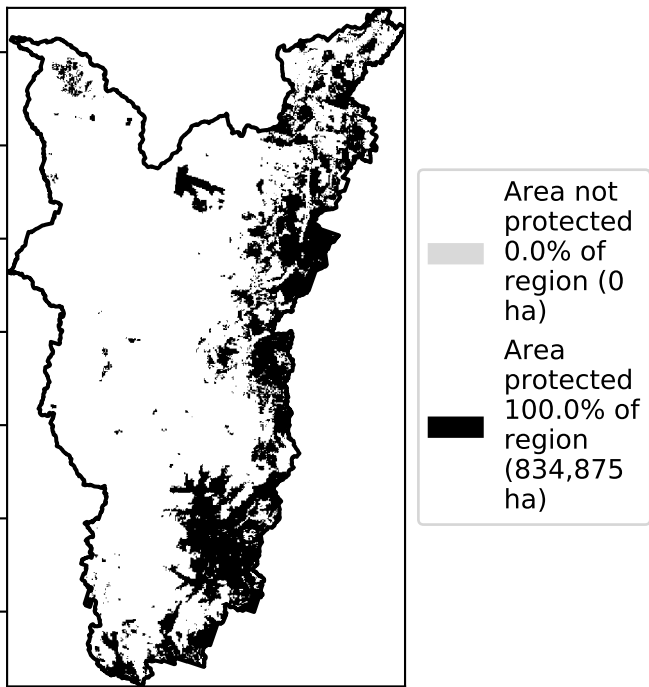 Area not
protected
0.0% of
region (0
ha)
Area
protected
100.0% of
region
(834,875
ha)